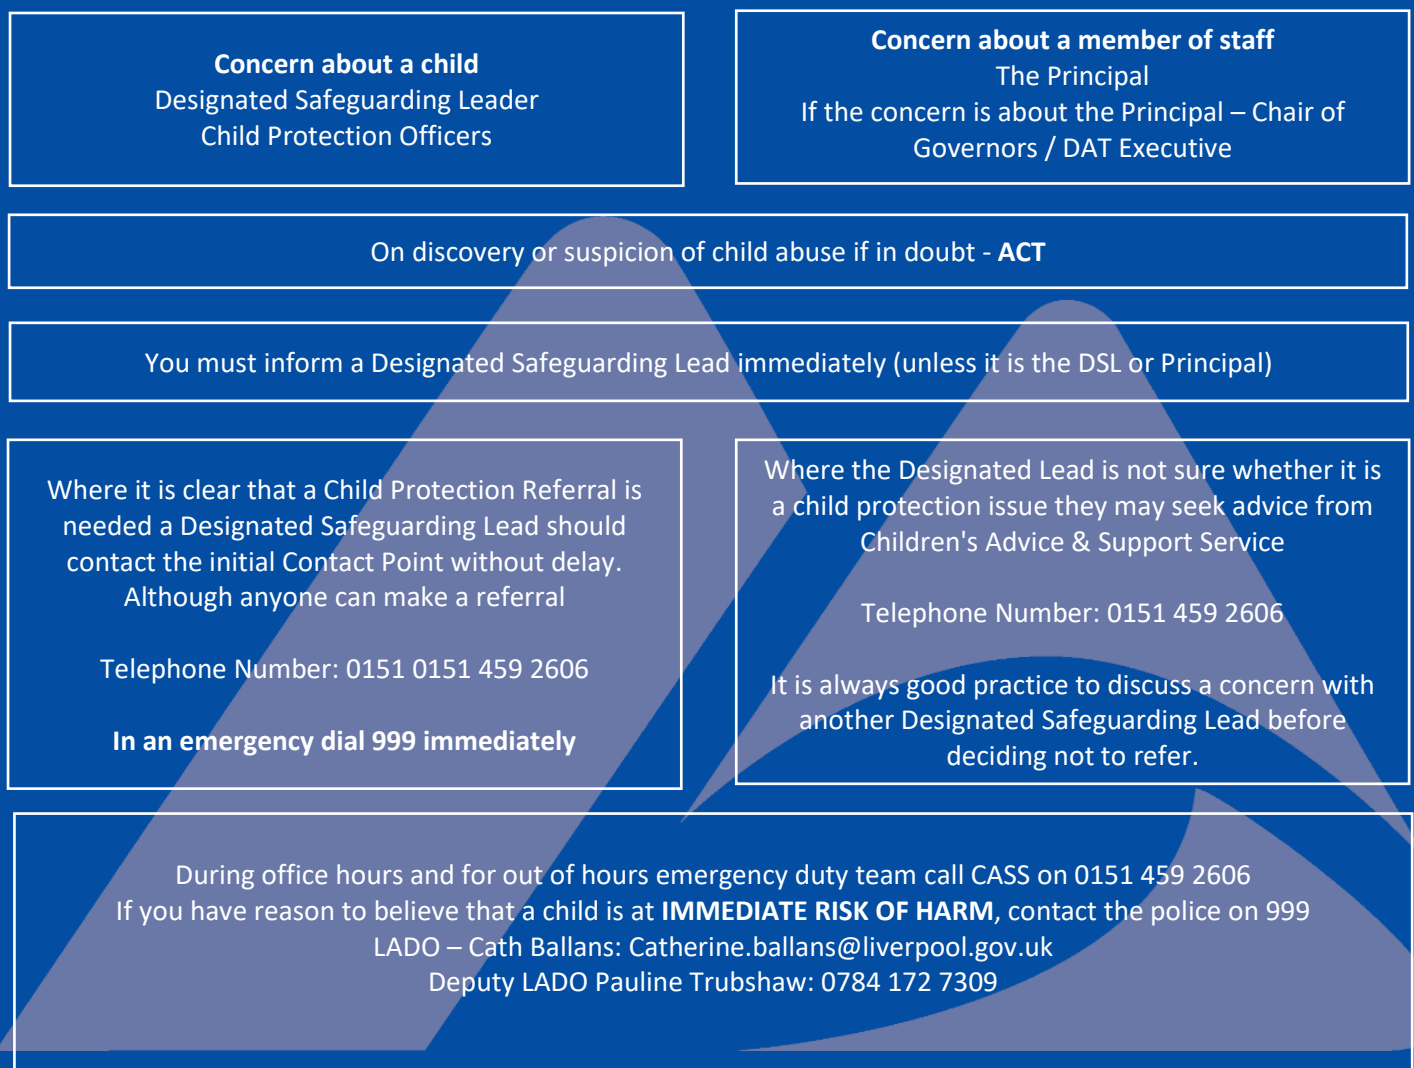 Concern about a child
Designated Safeguarding Leader
Child Protection Officers
Concern about a member of staff
The Principal
If the concern is about the Principal – Chair of
Governors / DAT Executive
On discovery or suspicion of child abuse if in doubt - ACT
You must inform a Designated Safeguarding Lead immediately (unless it is the DSL or Principal)
Where it is clear that a Child Protection Referral is
needed a Designated Safeguarding Lead should
contact the initial Contact Point without delay.
Although anyone can make a referral
Telephone Number: 0151 0151 459 2606
In an emergency dial 999 immediately
Where the Designated Lead is not sure whether it is
a child protection issue they may seek advice from
Children's Advice & Support Service
Telephone Number: 0151 459 2606
It is always good practice to discuss a concern with
another Designated Safeguarding Lead before
deciding not to refer.
During office hours and for out of hours emergency duty team call CASS on 0151 459 2606
If you have reason to believe that a child is at IMMEDIATE RISK OF HARM, contact the police on 999
LADO – Cath Ballans: Catherine.ballans@liverpool.gov.uk
Deputy LADO Pauline Trubshaw: 0784 172 7309